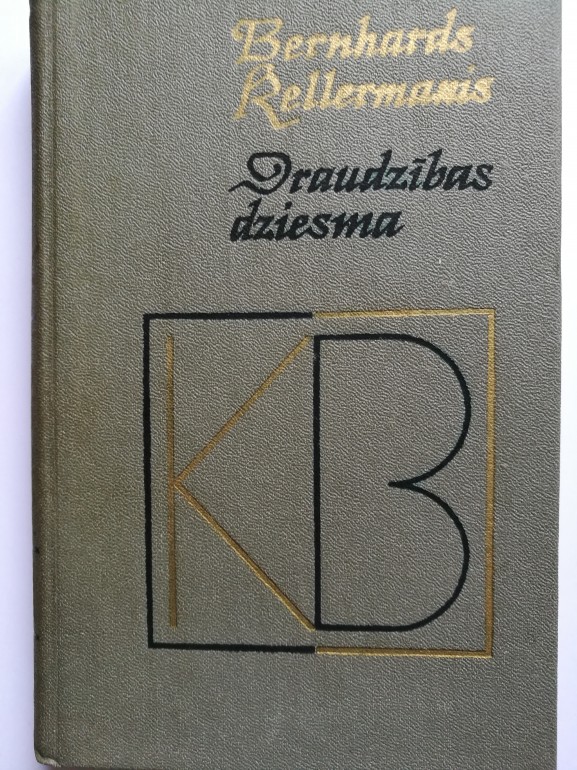 Bernhards
Kellermanis
Draudzības
dziesma
KB